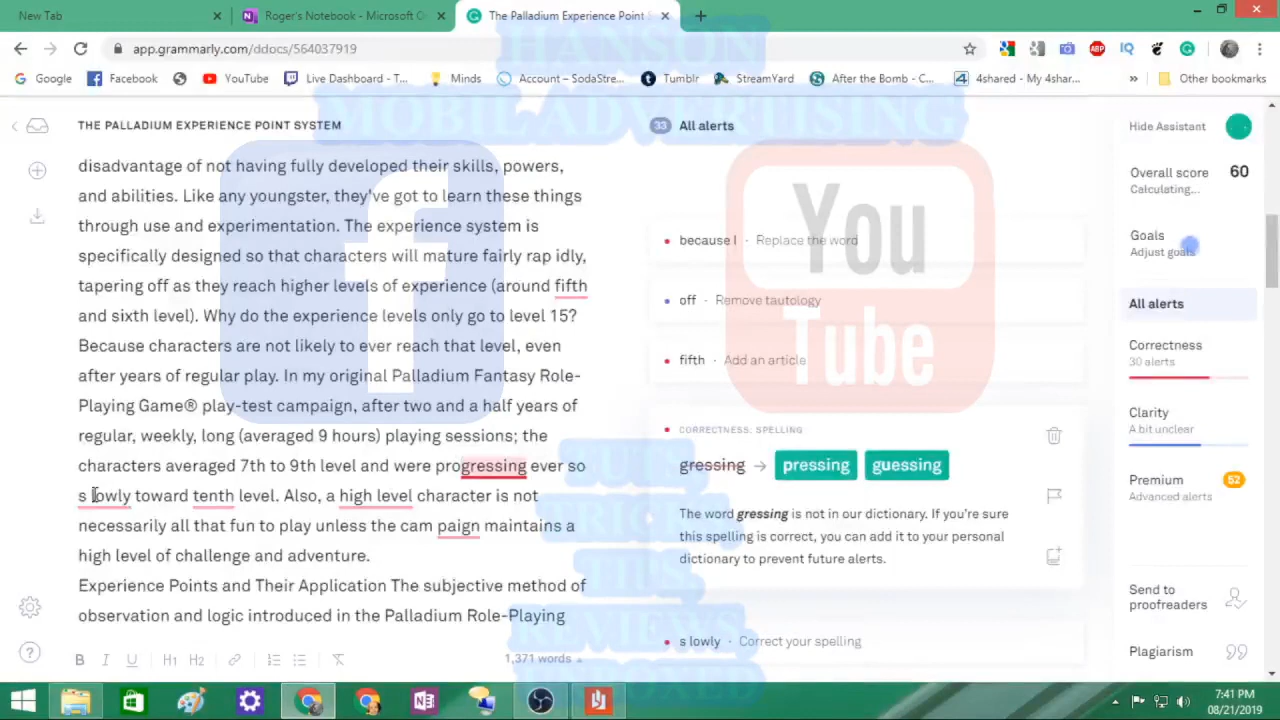 New Tab
Roger's Notebook - Microsoft O
The Palladium Experience Point S
app.grammarly.com/ddocs/564037919
ABP
IQ
Google
Facebook
YouTube
Live Dashboard - T...
Minds
Account – SodaStre...
Tumblr
StreamYard
After the Bomb - C...
4shared - My 4shar...
»
Other bookmarks
HANSON
MOBIL ADVERTISING
THE PALLADIUM EXPERIENCE POINT SYSTEM
disadvantage of not having fully developed their skills, powers,
and abilities. Like any youngster, they've got to learn these things
through use and experimentation. The experience system is
specifically designed so that characters will mature fairly rap idly,
tapering off as they reach higher levels of experience (around fifth
and sixth level). Why do the experience levels only go to level 15?
Because characters are not likely to ever reach that level, even
after years of regular play. In my original Palladium Fantasy Role-
Playing Game® play-test campaign, after two and a half years of
regular, weekly, long (averaged 9 hours) playing sessions; the
characters averaged 7th to 9th level and were progressing ever so
s lowly toward tenth level. Also, a high level character is not
necessarily all that fun to play unless the cam paign maintains a
high level of challenge and adventure.
Experience Points and Their Application The subjective method of
observation and logic introduced in the Palladium Role-Playing
B I U H1 H2
1,371 words
33 All alerts
because I · Replace the word
off · Remove tautology
fifth · Add an article
CORRECTNESS: SPELLING
gressing → pressing guessing
The word gressing is not in our dictionary. If you're sure
this spelling is correct, you can add it to your personal
dictionary to prevent future alerts.
s lowly · Correct your spelling
You
Tube
TUTS
TRICKS
REVIEWS
UNBOXED
Hide Assistant
Overall score 60
Calculating...
Goals
Adjust goals
All alerts
Correctness
30 alerts
Clarity
A bit unclear
Premium 52
Advanced alerts
Send to
proofreaders
Plagiarism
7:41 PM
08/21/2019